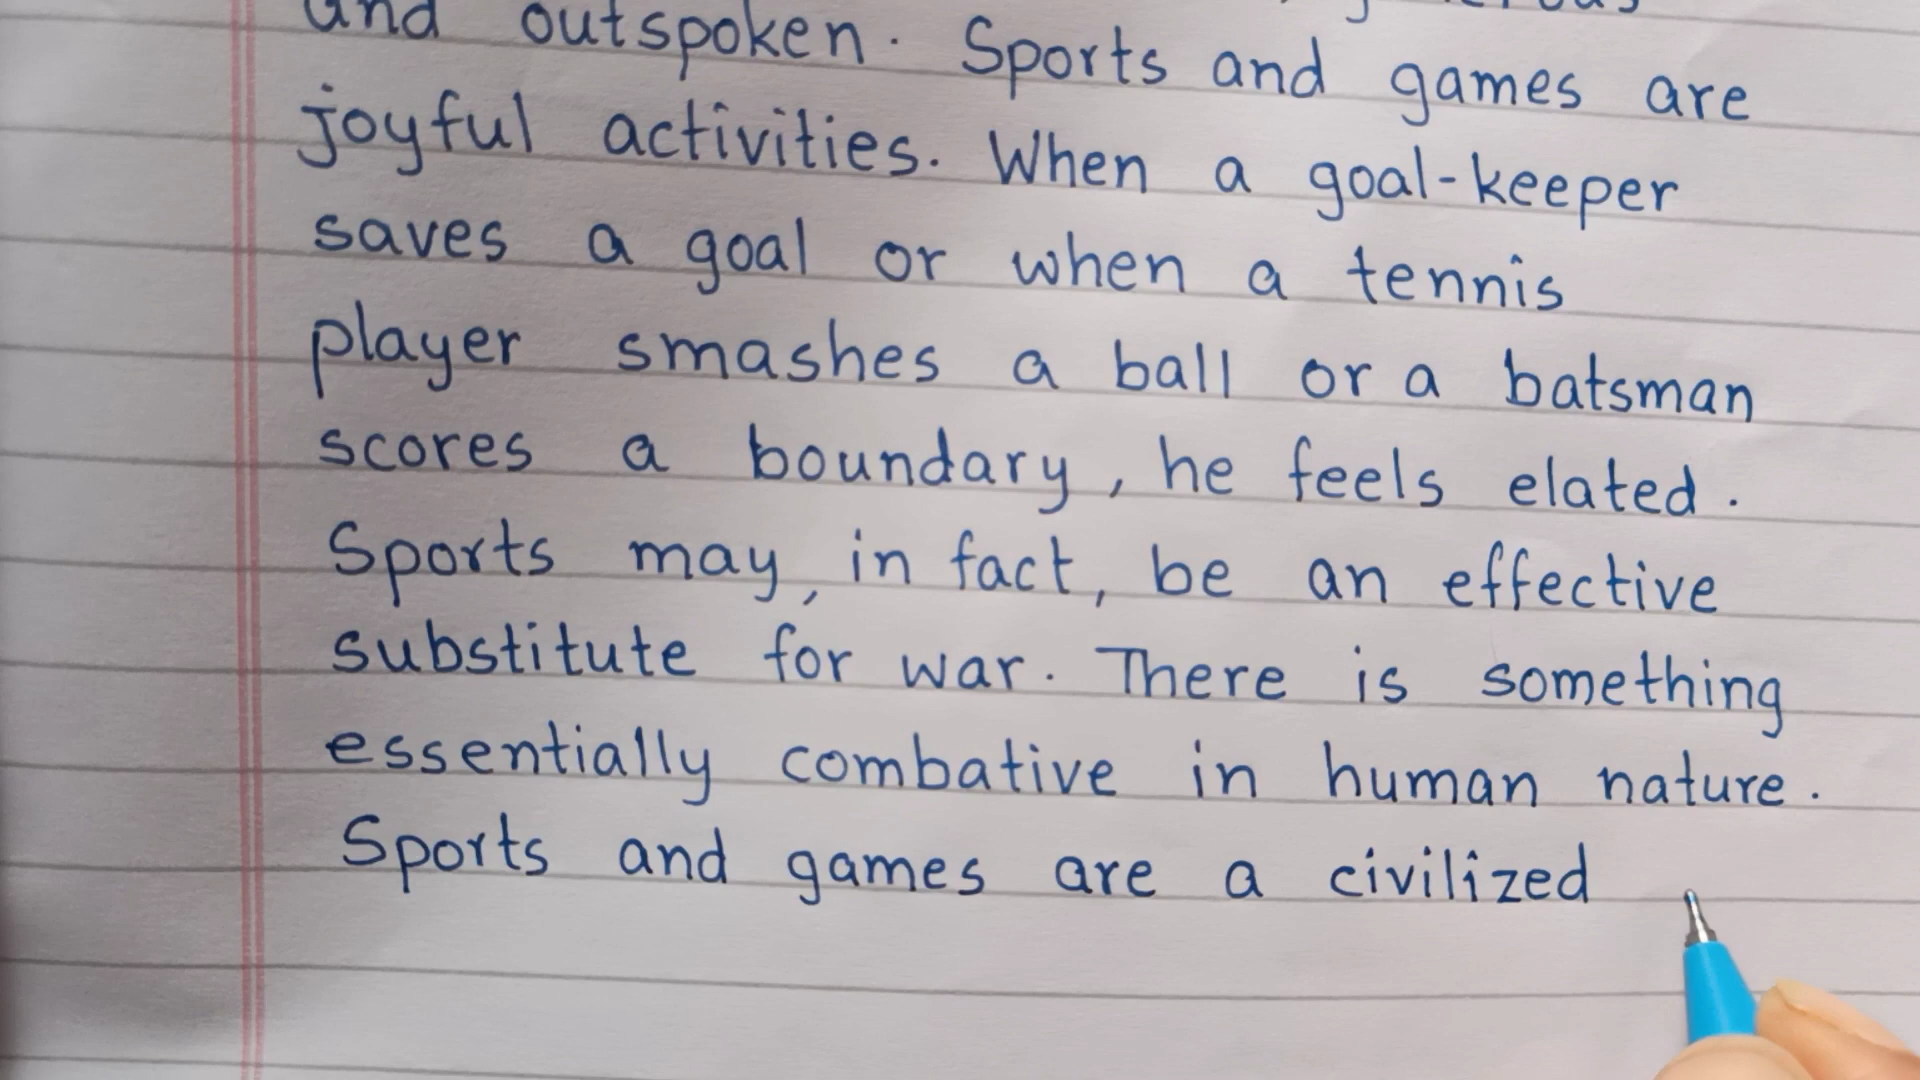 and outspoken. Sports and games are
joyful activities. When a goal-keeper
saves a goal or when a tennis
player smashes a ball or a batsman
scores a boundary, he feels elated.
Sports may, in fact, be an effective
substitute for war. There is something
essentially combative in human nature.
Sports and games are a civilized